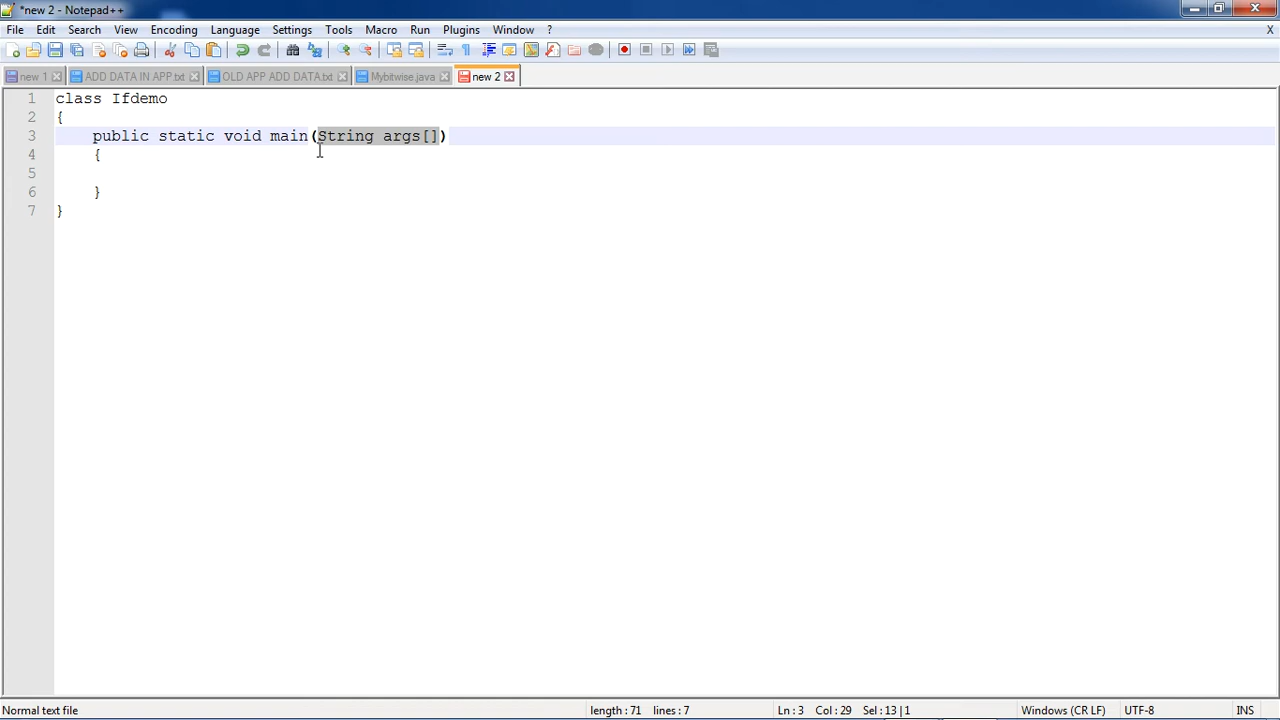 *new 2 - Notepad++
File Edit Search View Encoding Language Settings Tools Macro Run Plugins Window ? X
new 1 ADD DATA IN APP.txt OLD APP ADD DATA.txt Mybitwise.java new 2
1 class Ifdemo
2 {
3 public static void main(String args[])
4 {
5
6 }
7 }
Normal text file length : 71 lines : 7 Ln : 3 Col : 29 Sel : 13 | 1 Windows (CR LF) UTF-8 INS